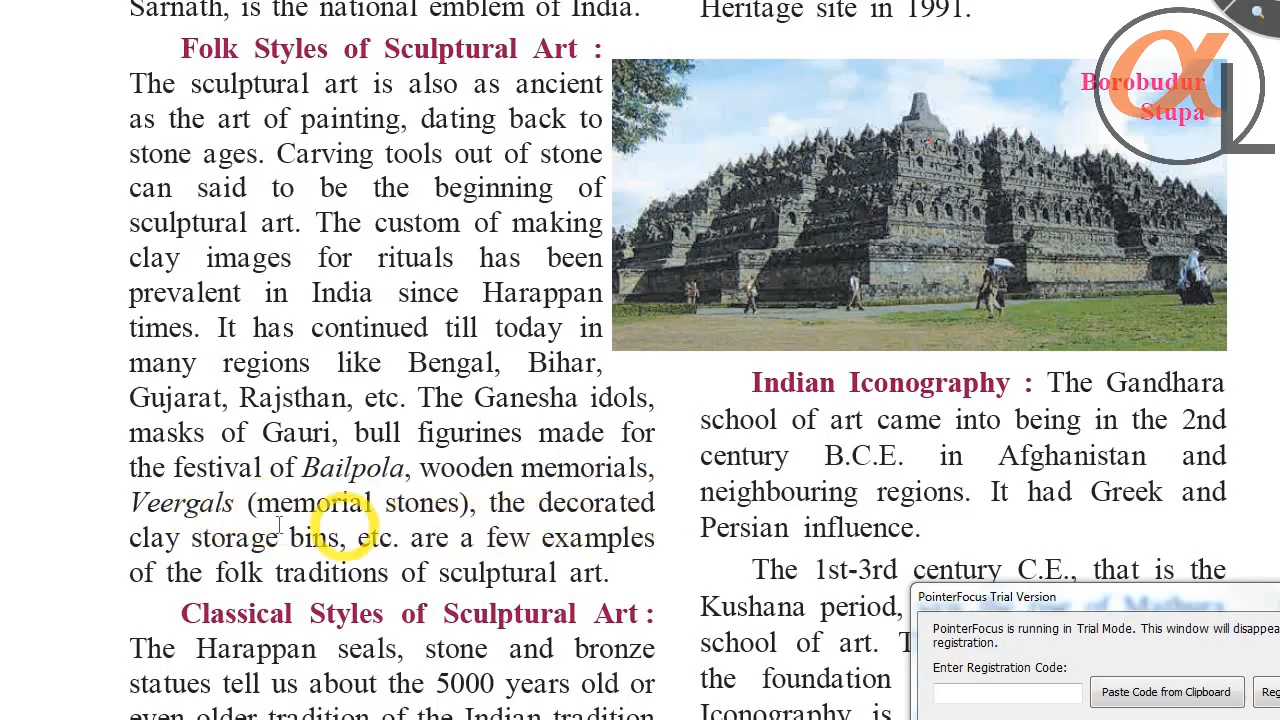 Sarnath, is the national emblem of India.
Folk Styles of Sculptural Art :
The sculptural art is also as ancient
as the art of painting, dating back to
stone ages. Carving tools out of stone
can said to be the beginning of
sculptural art. The custom of making
clay images for rituals has been
prevalent in India since Harappan
times. It has continued till today in
many regions like Bengal, Bihar,
Gujarat, Rajsthan, etc. The Ganesha idols,
masks of Gauri, bull figurines made for
the festival of Bailpola, wooden memorials,
Veergals (memorial stones), the decorated
clay storage bins, etc. are a few examples
of the folk traditions of sculptural art.
Classical Styles of Sculptural Art :
The Harappan seals, stone and bronze
statues tell us about the 5000 years old or
even older tradition of the Indian tradition
Heritage site in 1991.
Borobudur
Stupa
Indian Iconography : The Gandhara
school of art came into being in the 2nd
century B.C.E. in Afghanistan and
neighbouring regions. It had Greek and
Persian influence.
The 1st-3rd century C.E., that is the
Kushana period,
school of art.
the foundation
Iconography is
PointerFocus Trial Version
PointerFocus is running in Trial Mode. This window will disappea
registration.
Enter Registration Code:
Paste Code from Clipboard
Reg